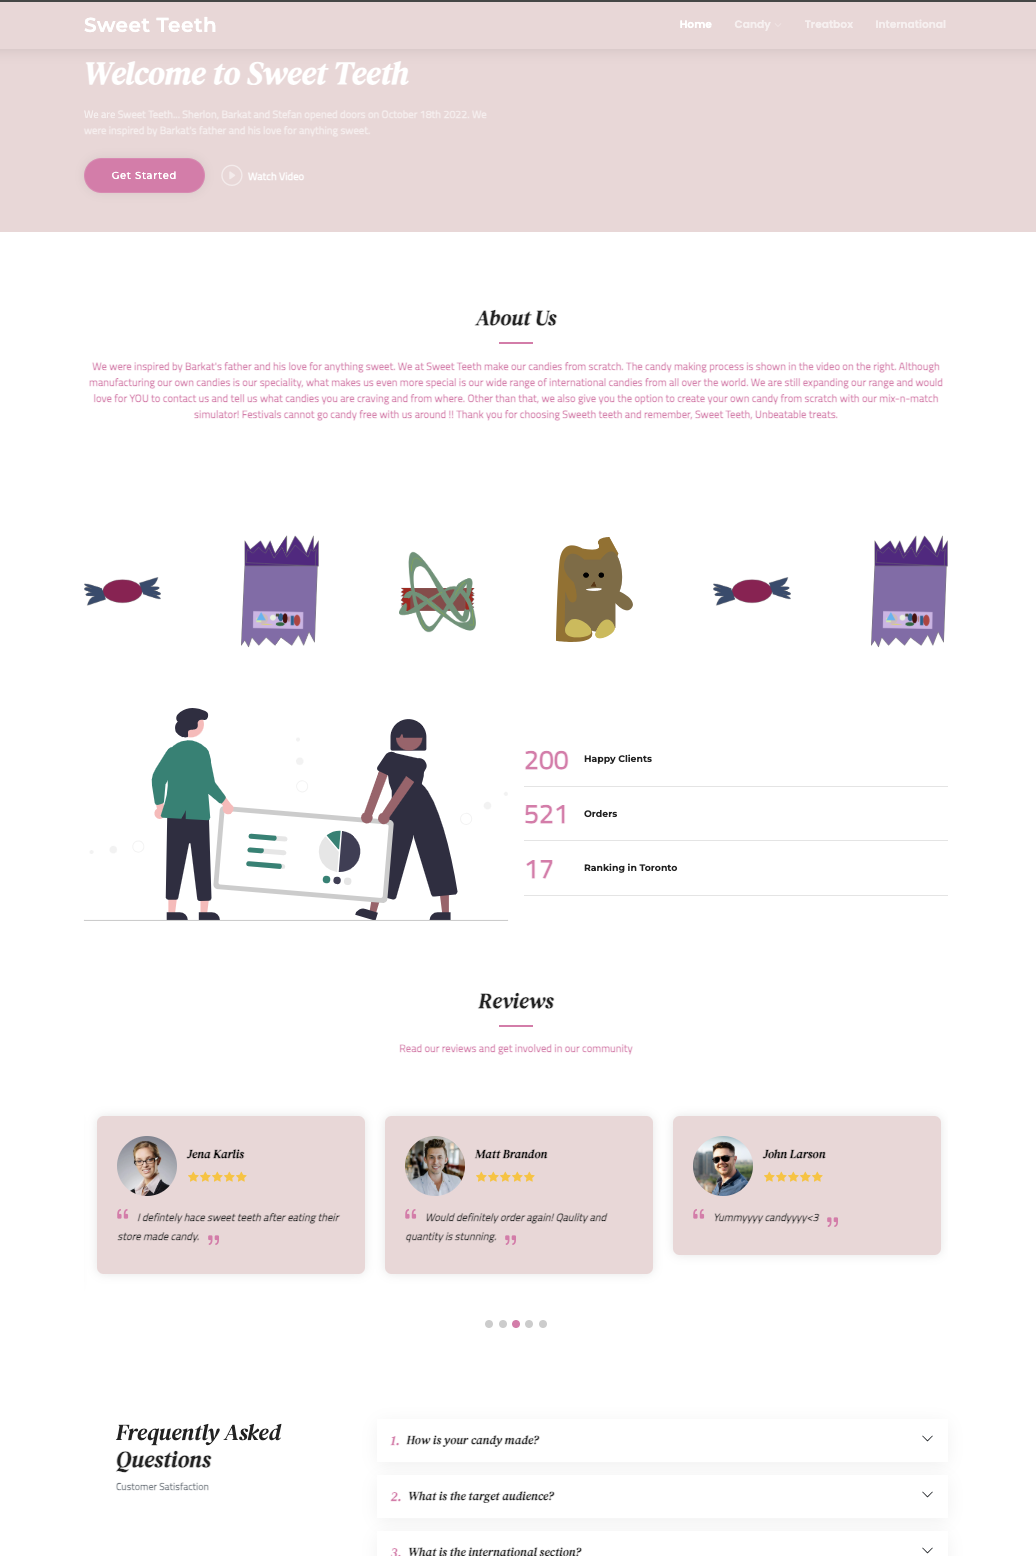 Sweet Teeth
Home Candy Treatbox International
Welcome to Sweet Teeth
We are Sweet Teeth... Sherlon, Barkat and Stefan opened doors on October 18th 2022. We
were inspired by Barkat's father and his love for anything sweet.
Get Started
Watch Video
About Us
We were inspired by Barkat's father and his love for anything sweet. We at Sweet Teeth make our candies from scratch. The candy making process is shown in the video on the right. Although
manufacturing our own candies is our speciality, what makes us even more special is our wide range of international candies from all over the world. We are still expanding our range and would
love for YOU to contact us and tell us what candies you are craving and from where. Other than that, we also give you the option to create your own candy from scratch with our mix-n-match
simulator! Festivals cannot go candy free with us around !! Thank you for choosing Sweeth teeth and remember, Sweet Teeth, Unbeatable treats.
200 Happy Clients
521 Orders
17 Ranking in Toronto
Reviews
Read our reviews and get involved in our community
Jena Karlis
“ I defintely hace sweet teeth after eating their
store made candy. ”
Matt Brandon
“ Would definitely order again! Qaulity and
quantity is stunning. ”
John Larson
“ Yummyyyy candyyyy<3 ”
Frequently Asked
Questions
Customer Satisfaction
1. How is your candy made?
2. What is the target audience?
3. What is the international section?